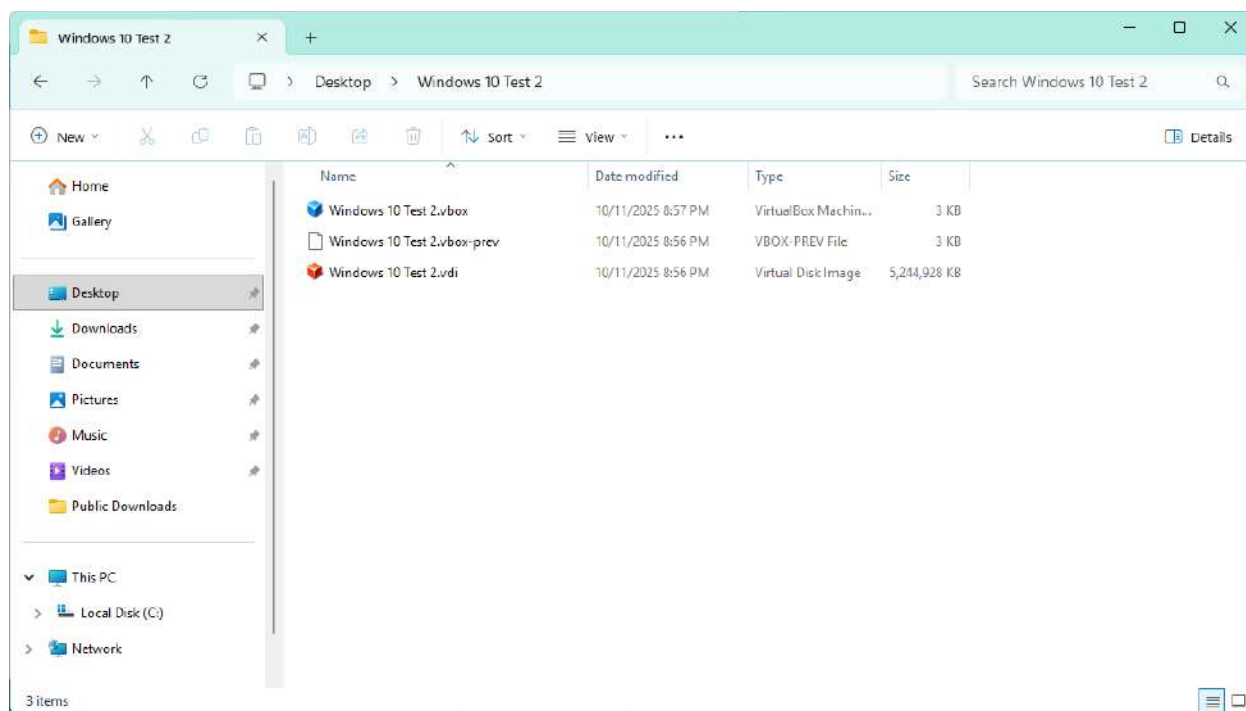 Windows 10 Test 2
Desktop > Windows 10 Test 2
Search Windows 10 Test 2
New
Sort
View
Details
Home
Gallery
Desktop
Downloads
Documents
Pictures
Music
Videos
Public Downloads
This PC
Local Disk (C:)
Network
Name Date modified Type Size
Windows 10 Test 2.vbox 10/11/2025 8:57 PM VirtualBox Machin... 3 KB
Windows 10 Test 2.vbox-prev 10/11/2025 8:56 PM VBOX-PREV File 3 KB
Windows 10 Test 2.vdi 10/11/2025 8:56 PM Virtual Disk Image 5,244,928 KB
3 items